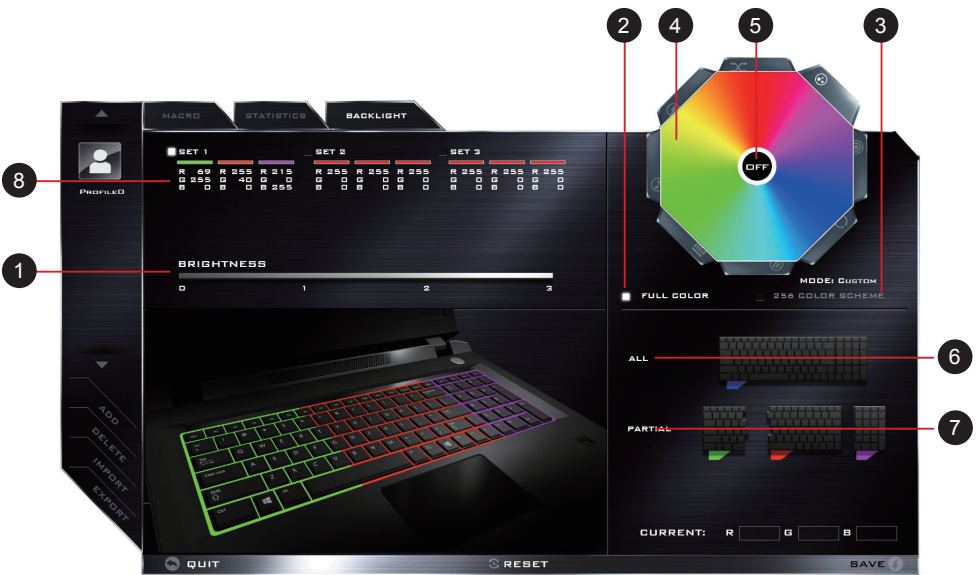 2 4 5 3
MACRO STATISTICS BACKLIGHT
SET 1 SET 2 SET 3
R 69 R 255 R 215 R 255 R 255 R 255 R 255 R 255 R 255
G 255 G 40 G 0 G 0 G 0 G 0 G 0 G 0 G 0
B 0 B 0 B 255 B 0 B 0 B 0 B 0 B 0 B 0
8
PROFILE0
OFF
1
BRIGHTNESS
0 1 2 3
MODE: CUSTOM
FULL COLOR 256 COLOR SCHEME
ALL
6
PARTIAL
7
ADD
DELETE
IMPORT
EXPORT
CURRENT: R G B
QUIT RESET SAVE